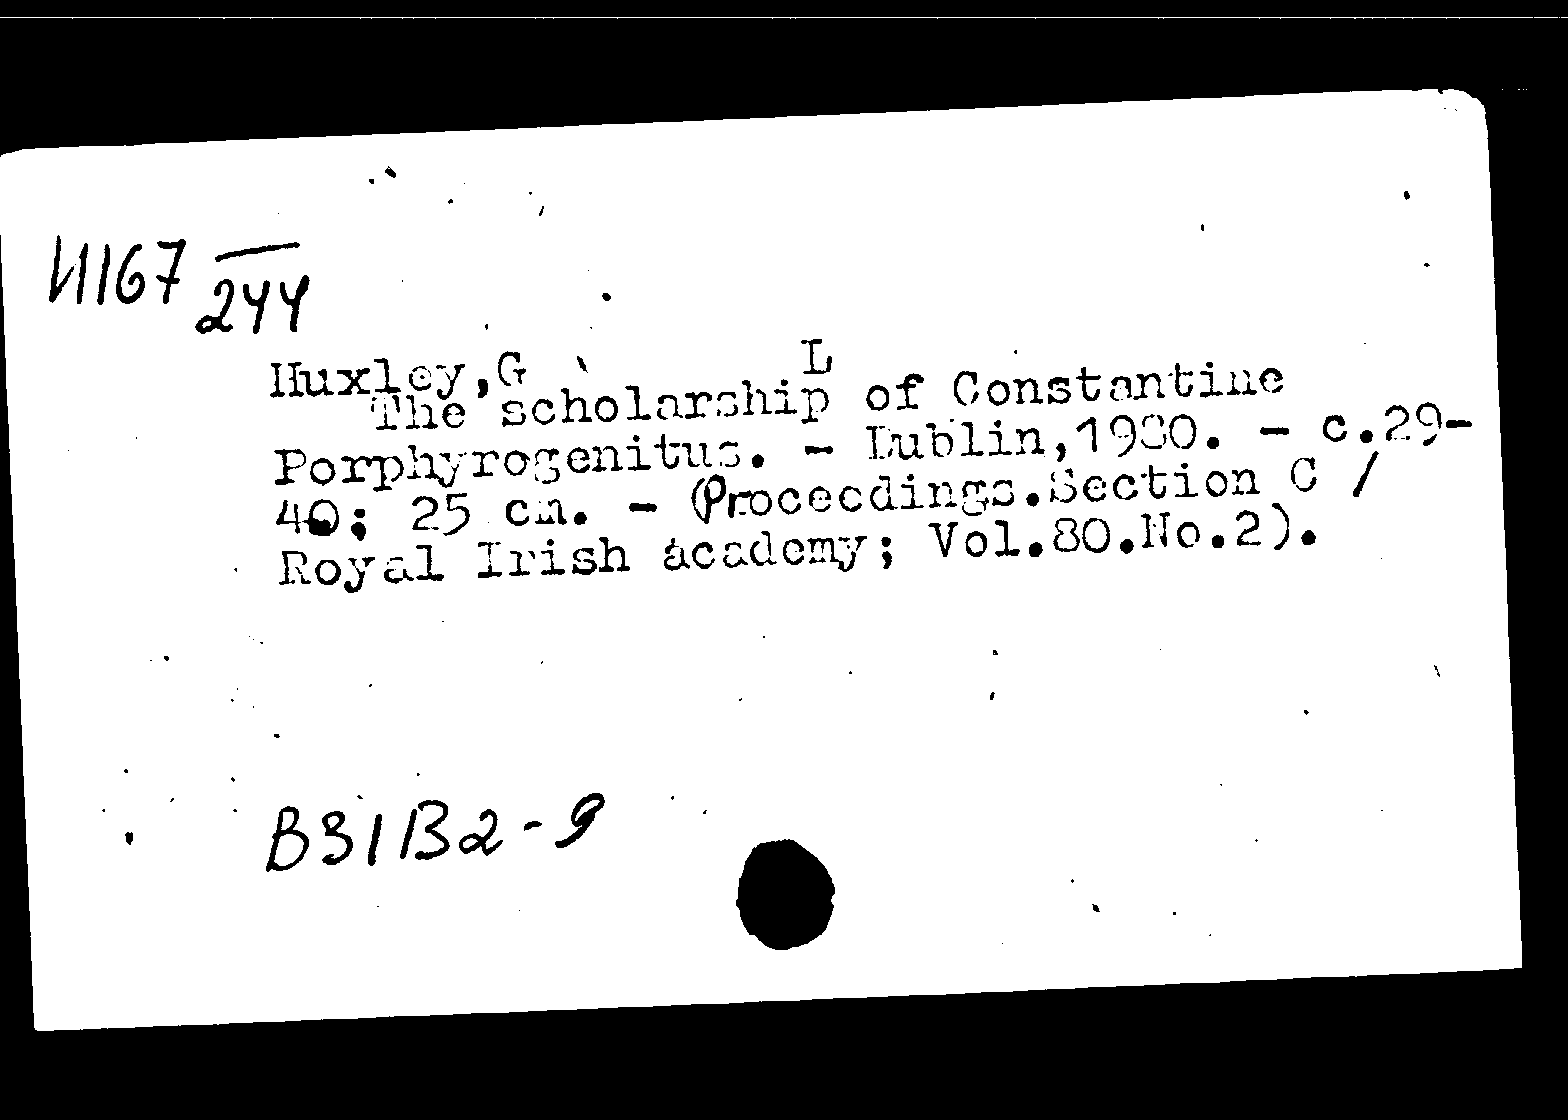 И167 244
Huxley, G L
The scholarship of Constantine
Porphyrogenitus. - Dublin, 1980. - c.29-
40; 25 cm. - (Proceedings. Section C /
Royal Irish academy; Vol.80.No.2).
B31B2-9